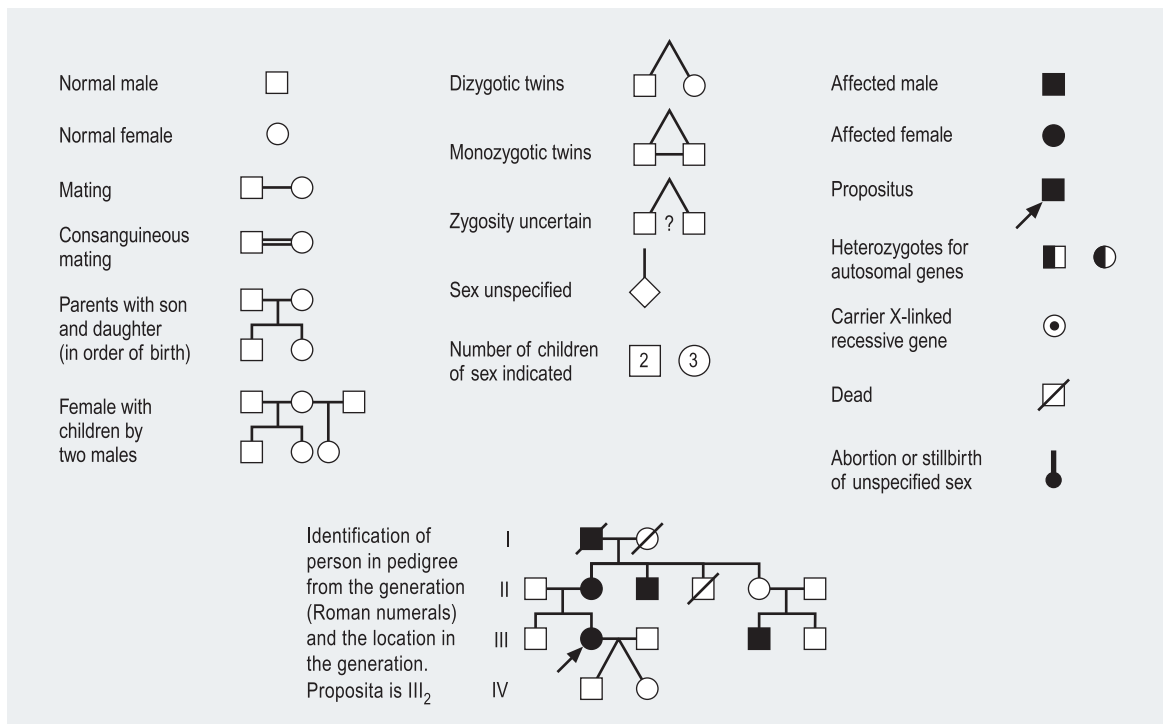 Normal male
Normal female
Mating
Consanguineous
mating
Parents with son
and daughter
(in order of birth)
Female with
children by
two males
Dizygotic twins
Monozygotic twins
Zygosity uncertain
?
Sex unspecified
Number of children
of sex indicated
2 3
Affected male
Affected female
Propositus
Heterozygotes for
autosomal genes
Carrier X-linked
recessive gene
Dead
Abortion or stillbirth
of unspecified sex
Identification of
person in pedigree
from the generation
(Roman numerals)
and the location in
the generation.
Proposita is III₂
I
II
III
IV